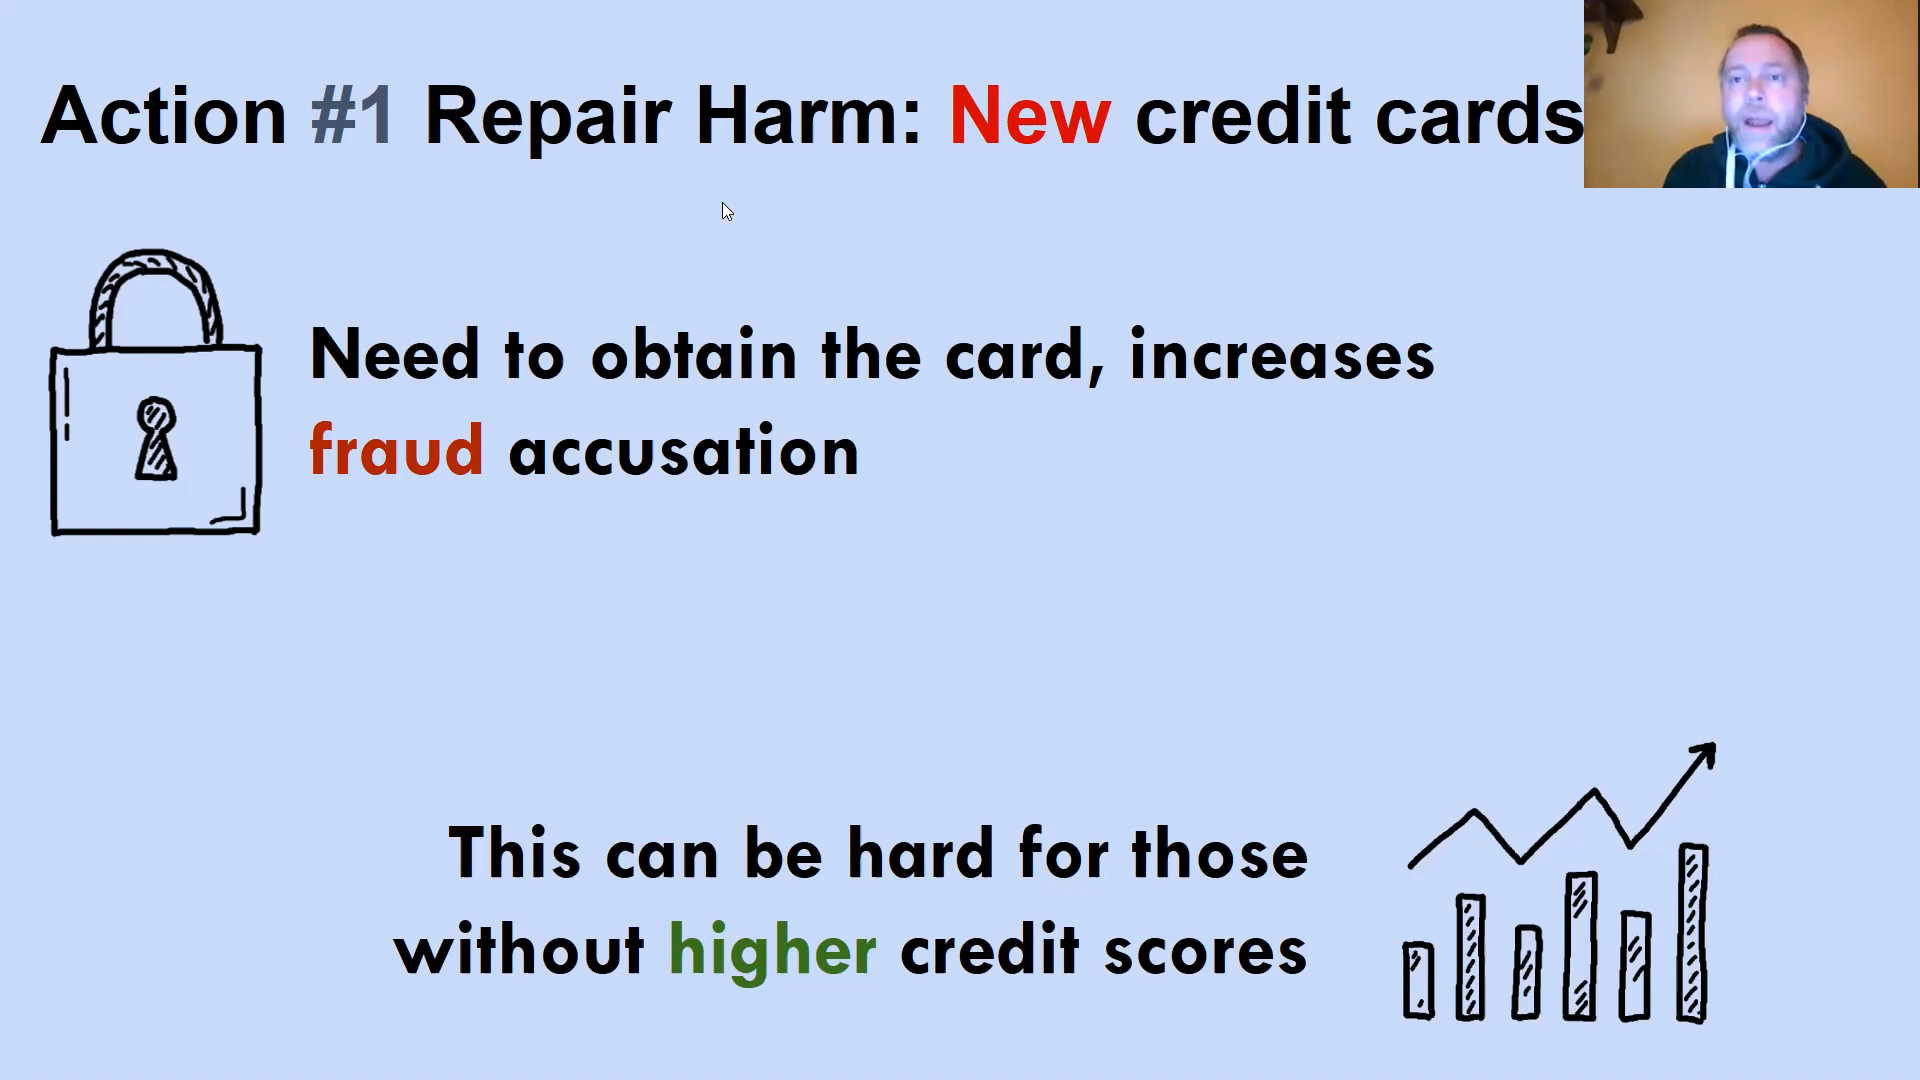 Action #1 Repair Harm: New credit cards
Need to obtain the card, increases
fraud accusation
This can be hard for those
without higher credit scores